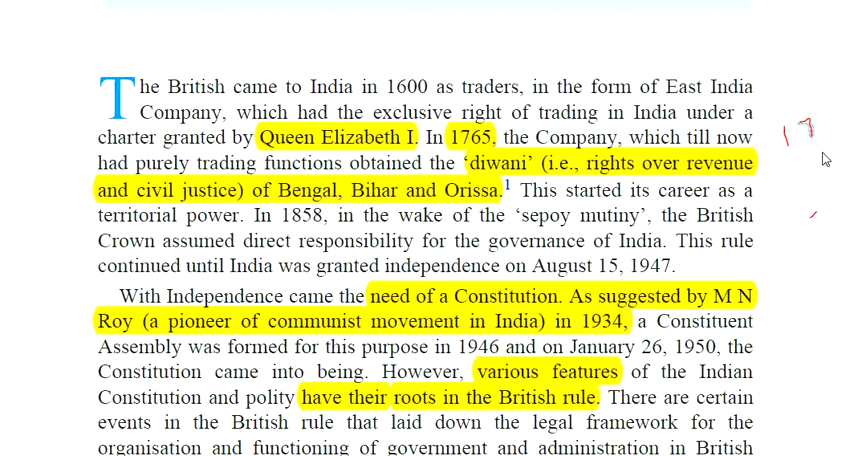 The British came to India in 1600 as traders, in the form of East India
Company, which had the exclusive right of trading in India under a
charter granted by Queen Elizabeth I. In 1765, the Company, which till now
had purely trading functions obtained the ‘diwani’ (i.e., rights over revenue
and civil justice) of Bengal, Bihar and Orissa.1 This started its career as a
territorial power. In 1858, in the wake of the ‘sepoy mutiny’, the British
Crown assumed direct responsibility for the governance of India. This rule
continued until India was granted independence on August 15, 1947.
With Independence came the need of a Constitution. As suggested by M N
Roy (a pioneer of communist movement in India) in 1934, a Constituent
Assembly was formed for this purpose in 1946 and on January 26, 1950, the
Constitution came into being. However, various features of the Indian
Constitution and polity have their roots in the British rule. There are certain
events in the British rule that laid down the legal framework for the
organisation and functioning of government and administration in British
17